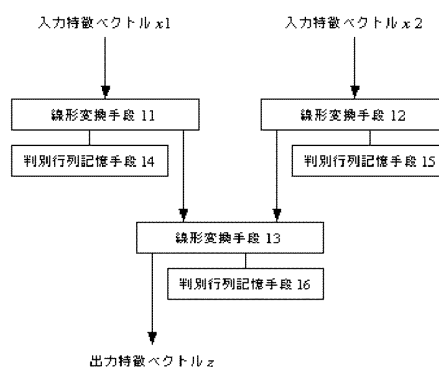 入力特徴ベクトル x1
入力特徴ベクトル x 2
線形変換手段 11
線形変換手段 12
判別行列記憶手段 14
判別行列記憶手段 15
線形変換手段 13
判別行列記憶手段 16
出力特徴ベクトル z